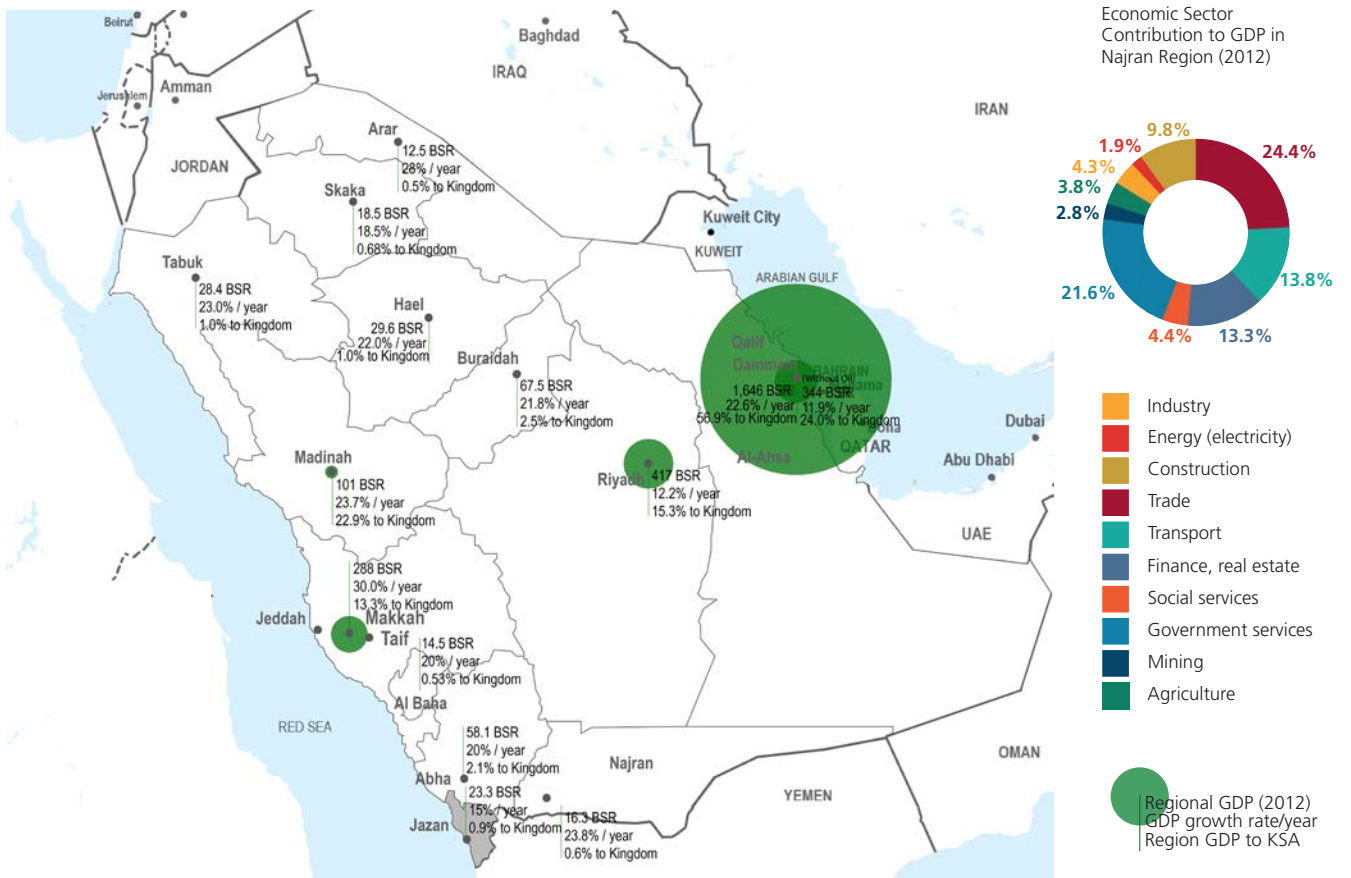 Beirut
Amman
Jerusalem
JORDAN
Baghdad
IRAQ
IRAN
Arar
12.5 BSR
28% / year
0.5% to Kingdom
Skaka
18.5 BSR
18.5% / year
0.68% to Kingdom
Kuwait City
KUWAIT
ARABIAN GULF
Tabuk
28.4 BSR
23.0% / year
1.0% to Kingdom
Hael
29.6 BSR
22.0% / year
1.0% to Kingdom
Buraidah
67.5 BSR
21.8% / year
2.5% to Kingdom
Qatif
Dammam
1,646 BSR
22.6% / year
56.9% to Kingdom
(Without Oil)
344 BSR
11.9% / year
24.0% to Kingdom
BAHRAIN
QATAR
Al-Ahsa
Dubai
Abu Dhabi
UAE
Madinah
101 BSR
23.7% / year
22.9% to Kingdom
Riyadh
417 BSR
12.2% / year
15.3% to Kingdom
288 BSR
30.0% / year
13.3% to Kingdom
Jeddah
Makkah
Taif
14.5 BSR
20% / year
0.53% to Kingdom
Al Baha
RED SEA
58.1 BSR
20% / year
2.1% to Kingdom
Abha
23.3 BSR
15% / year
0.9% to Kingdom
Jazan
Najran
16.3 BSR
23.8% / year
0.6% to Kingdom
YEMEN
OMAN
Economic Sector
Contribution to GDP in
Najran Region (2012)
9.8%
1.9%
4.3%
3.8%
2.8%
21.6%
4.4%
13.3%
13.8%
24.4%
Industry
Energy (electricity)
Construction
Trade
Transport
Finance, real estate
Social services
Government services
Mining
Agriculture
Regional GDP (2012)
GDP growth rate/year
Region GDP to KSA